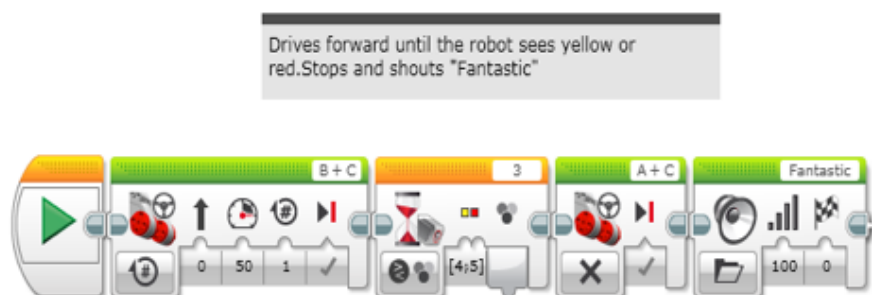 Drives forward until the robot sees yellow or
red.Stops and shouts "Fantastic"
B + C
3
A + C
Fantastic
0 50 1 [4;5] 100 0